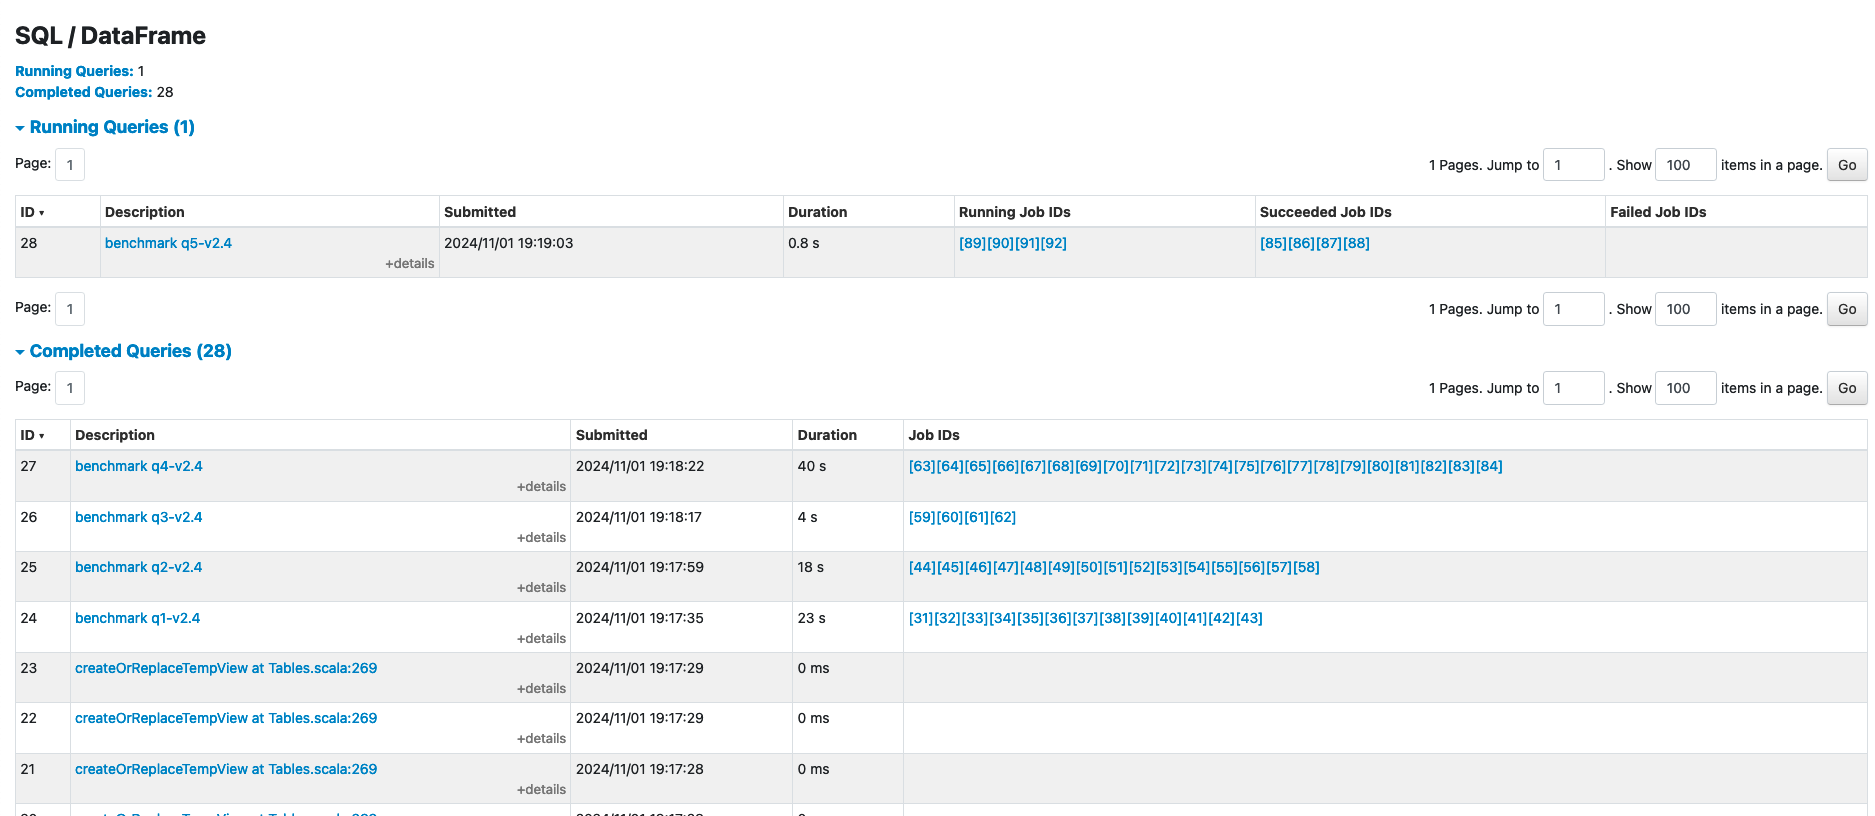 SQL / DataFrame
Running Queries: 1
Completed Queries: 28
Running Queries (1)
Page: 1
1 Pages. Jump to 1 . Show 100 items in a page. Go
ID ▾ Description Submitted Duration Running Job IDs Succeeded Job IDs Failed Job IDs
28 benchmark q5-v2.4 2024/11/01 19:19:03 0.8 s [89][90][91][92] [85][86][87][88]
+details
Page: 1
1 Pages. Jump to 1 . Show 100 items in a page. Go
Completed Queries (28)
Page: 1
1 Pages. Jump to 1 . Show 100 items in a page. Go
ID ▾ Description Submitted Duration Job IDs
27 benchmark q4-v2.4 2024/11/01 19:18:22 40 s [63][64][65][66][67][68][69][70][71][72][73][74][75][76][77][78][79][80][81][82][83][84]
+details
26 benchmark q3-v2.4 2024/11/01 19:18:17 4 s [59][60][61][62]
+details
25 benchmark q2-v2.4 2024/11/01 19:17:59 18 s [44][45][46][47][48][49][50][51][52][53][54][55][56][57][58]
+details
24 benchmark q1-v2.4 2024/11/01 19:17:35 23 s [31][32][33][34][35][36][37][38][39][40][41][42][43]
+details
23 createOrReplaceTempView at Tables.scala:269 2024/11/01 19:17:29 0 ms
+details
22 createOrReplaceTempView at Tables.scala:269 2024/11/01 19:17:29 0 ms
+details
21 createOrReplaceTempView at Tables.scala:269 2024/11/01 19:17:28 0 ms
+details